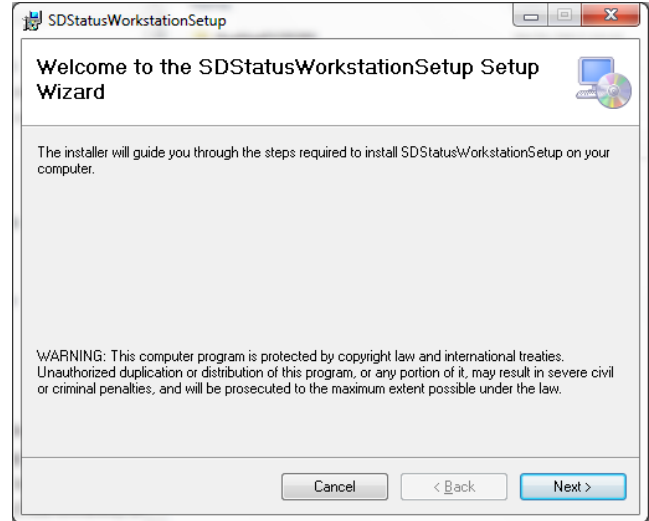 SDStatusWorkstationSetup
Welcome to the SDStatusWorkstationSetup Setup
Wizard
The installer will guide you through the steps required to install SDStatusWorkstationSetup on your
computer.
WARNING: This computer program is protected by copyright law and international treaties.
Unauthorized duplication or distribution of this program, or any portion of it, may result in severe civil
or criminal penalties, and will be prosecuted to the maximum extent possible under the law.
Cancel < Back Next >